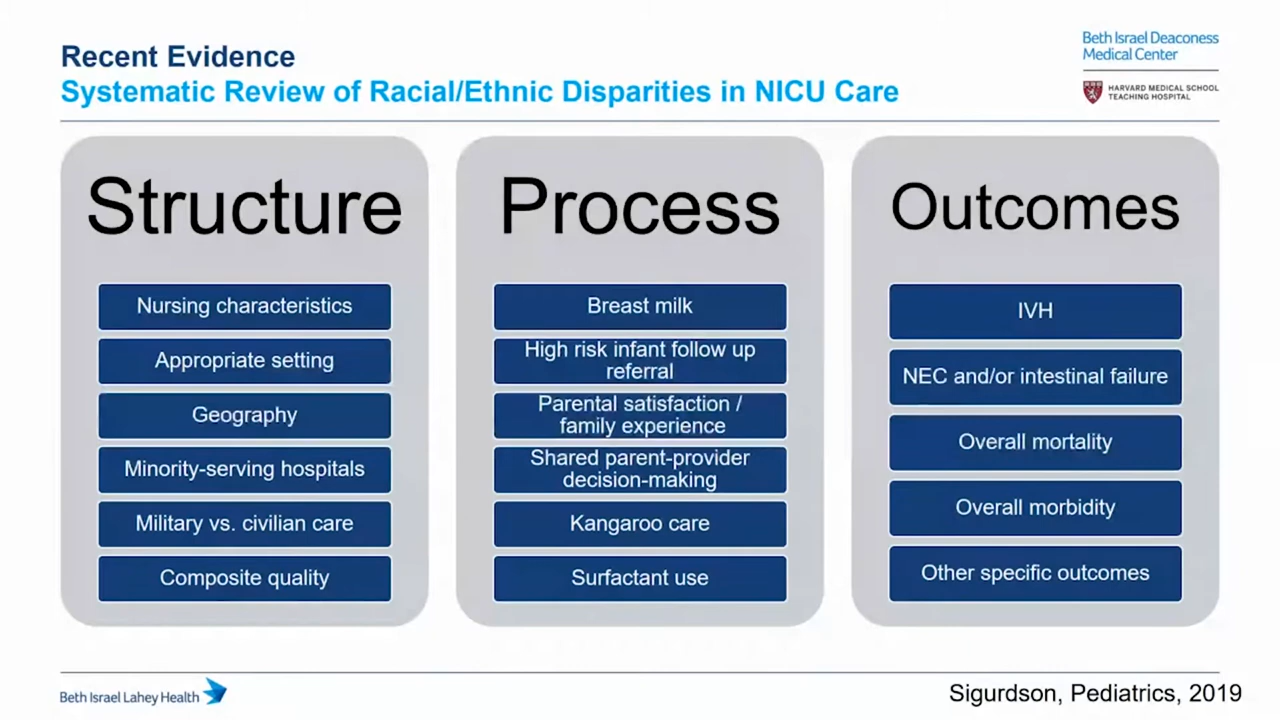 Recent Evidence
Systematic Review of Racial/Ethnic Disparities in NICU Care
Beth Israel Deaconess
Medical Center
HARVARD MEDICAL SCHOOL
TEACHING HOSPITAL
Structure
Nursing characteristics
Appropriate setting
Geography
Minority-serving hospitals
Military vs. civilian care
Composite quality
Process
Breast milk
High risk infant follow up
referral
Parental satisfaction /
family experience
Shared parent-provider
decision-making
Kangaroo care
Surfactant use
Outcomes
IVH
NEC and/or intestinal failure
Overall mortality
Overall morbidity
Other specific outcomes
Beth Israel Lahey Health
Sigurdson, Pediatrics, 2019